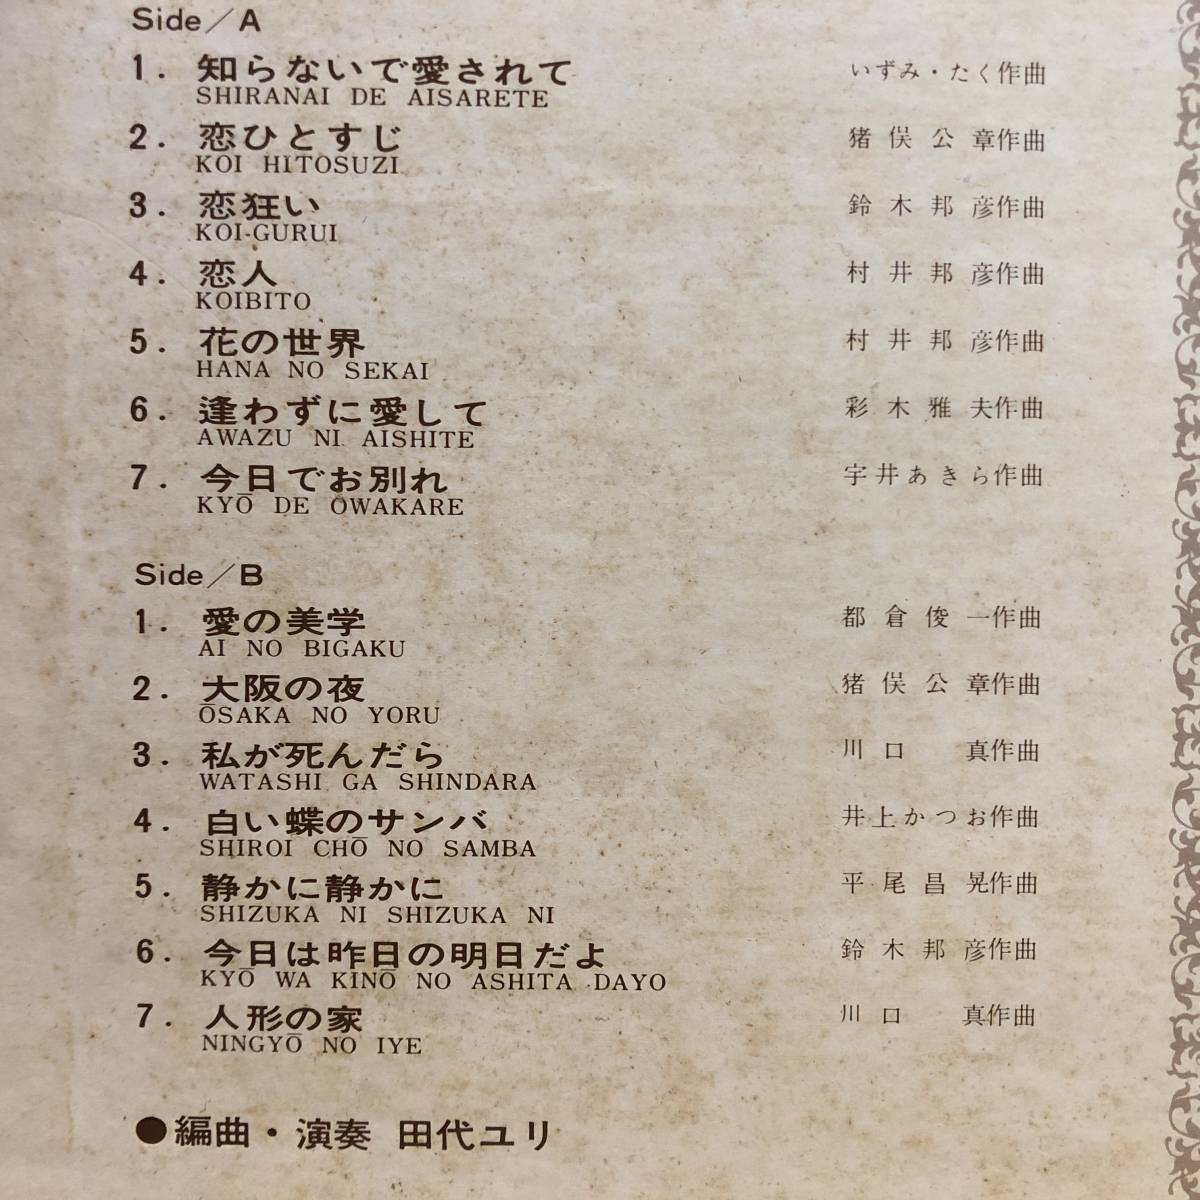 Side／A
1. 知らないで愛されて いずみ・たく作曲
SHIRANAI DE AISARETE
2. 恋ひとすじ 猪俣公章作曲
KOI HITOSUZI
3. 恋狂い 鈴木邦彦作曲
KOI-GURUI
4. 恋人 村井邦彦作曲
KOIBITO
5. 花の世界 村井邦彦作曲
HANA NO SEKAI
6. 逢わずに愛して 彩木雅夫作曲
AWAZU NI AISHITE
7. 今日でお別れ 宇井あきら作曲
KYŌ DE OWAKARE
Side／B
1. 愛の美学 都倉俊一作曲
AI NO BIGAKU
2. 大阪の夜 猪俣公章作曲
ŌSAKA NO YORU
3. 私が死んだら 川口真作曲
WATASHI GA SHINDARA
4. 白い蝶のサンバ 井上かつお作曲
SHIROI CHŌ NO SAMBA
5. 静かに静かに 平尾昌晃作曲
SHIZUKA NI SHIZUKA NI
6. 今日は昨日の明日だよ 鈴木邦彦作曲
KYŌ WA KINŌ NO ASHITA DAYO
7. 人形の家 川口真作曲
NINGYŌ NO IYE
●編曲・演奏 田代ユリ